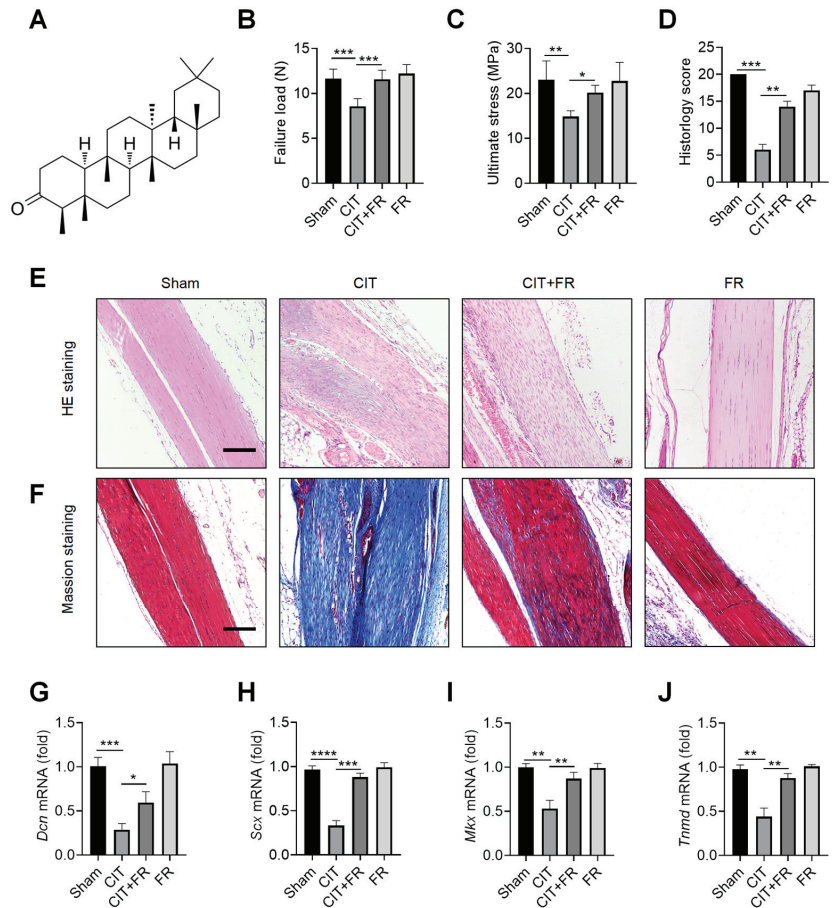 A
H
H
H
O
B
Failure load (N)
15
10
5
0
***
***
Sham
CIT
CIT+FR
FR
C
Ultimate stress (MPa)
30
20
10
0
**
*
Sham
CIT
CIT+FR
FR
D
Historlogy score
20
15
10
5
0
***
**
Sham
CIT
CIT+FR
FR
E
Sham
CIT
CIT+FR
FR
HE staining
F
Massion staining
G
Dcn mRNA (fold)
1.5
1.0
0.5
0.0
***
*
Sham
CIT
CIT+FR
FR
H
Scx mRNA (fold)
1.5
1.0
0.5
0.0
****
***
Sham
CIT
CIT+FR
FR
I
Mkx mRNA (fold)
1.5
1.0
0.5
0.0
**
**
Sham
CIT
CIT+FR
FR
J
Tnmd mRNA (fold)
1.5
1.0
0.5
0.0
**
**
Sham
CIT
CIT+FR
FR